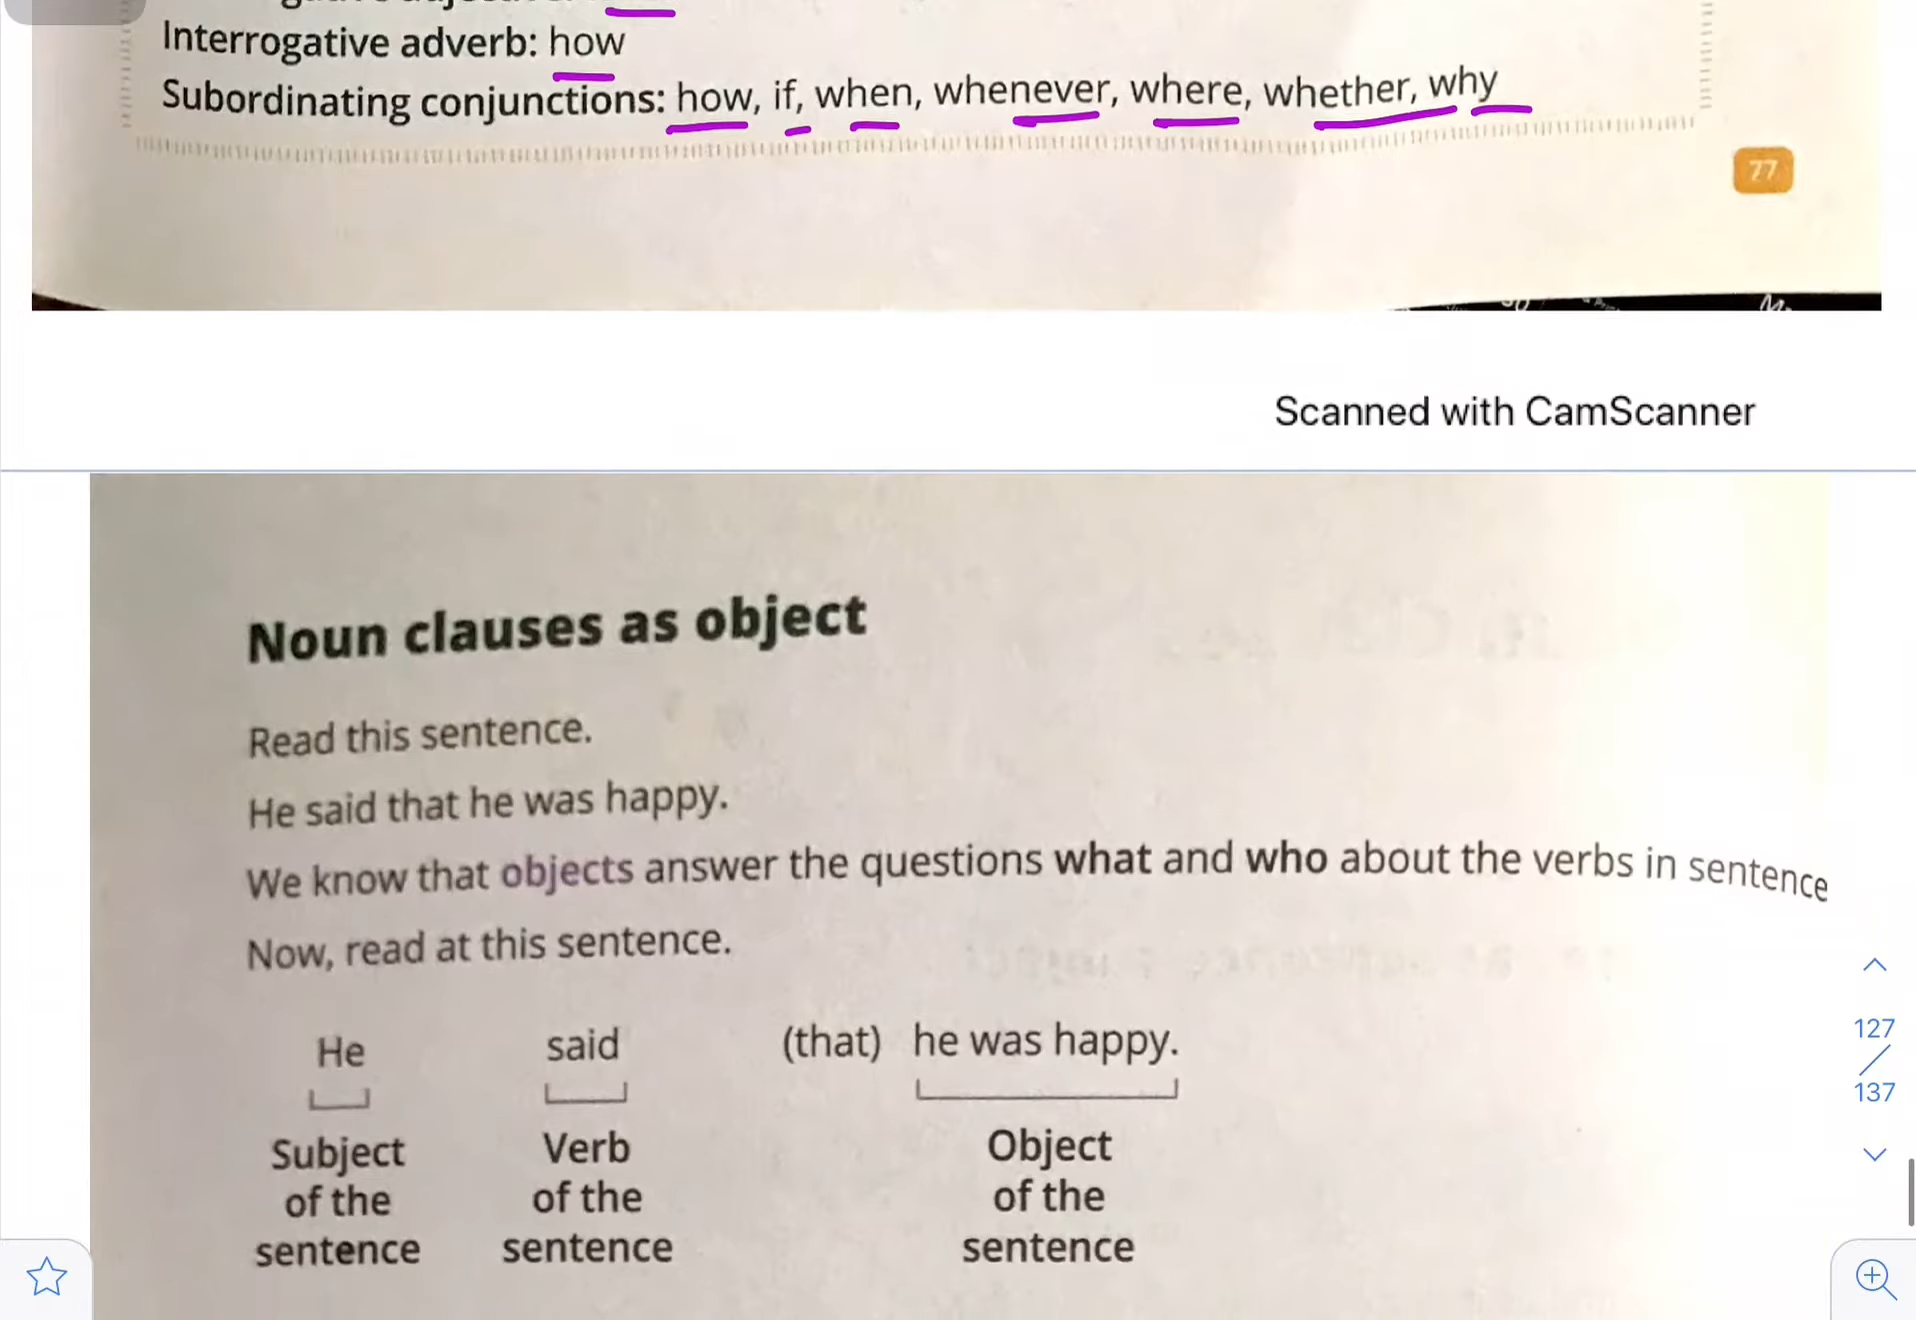 Interrogative adverb: how
Subordinating conjunctions: how, if, when, whenever, where, whether, why
77
Scanned with CamScanner
Noun clauses as object
Read this sentence.
He said that he was happy.
We know that objects answer the questions what and who about the verbs in sentence
Now, read at this sentence.
He said (that) he was happy.
Subject Verb Object
of the of the of the
sentence sentence sentence
127
/
137